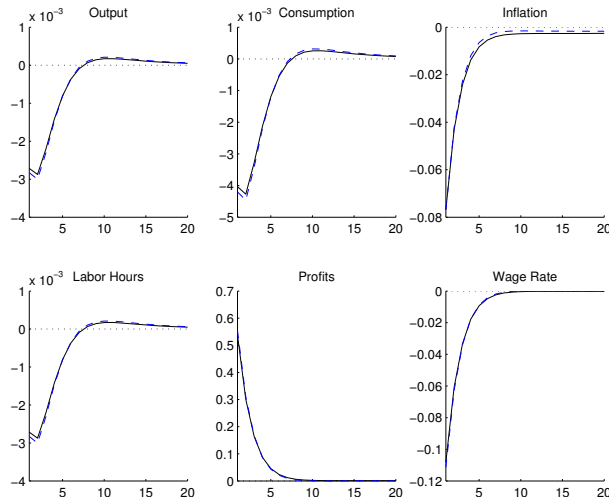 Output
x 10⁻³
1
0
−1
−2
−3
−4
5 10 15 20
Consumption
x 10⁻³
1
0
−1
−2
−3
−4
−5
5 10 15 20
Inflation
0
−0.02
−0.04
−0.06
−0.08
5 10 15 20
Labor Hours
x 10⁻³
1
0
−1
−2
−3
−4
5 10 15 20
Profits
0.7
0.6
0.5
0.4
0.3
0.2
0.1
0
5 10 15 20
Wage Rate
0
−0.02
−0.04
−0.06
−0.08
−0.1
−0.12
5 10 15 20